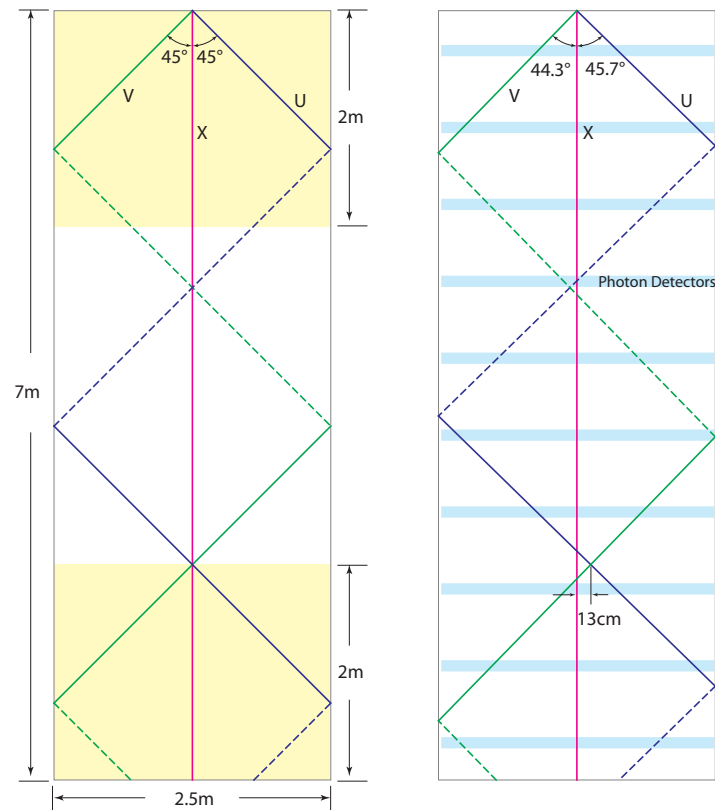 45° 45°
V
U
X
2m
7m
2m
2.5m
44.3° 45.7°
V
U
X
Photon Detectors
13cm